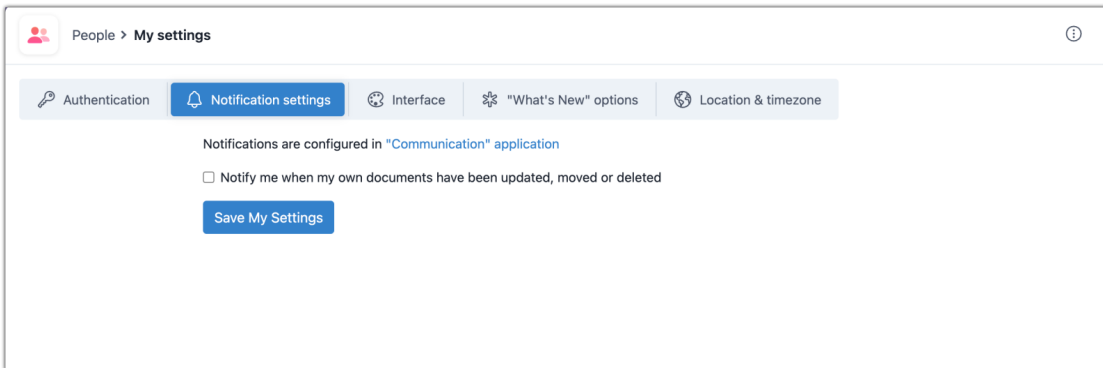 People > My settings
Authentication Notification settings Interface "What's New" options Location & timezone
Notifications are configured in "Communication" application
Notify me when my own documents have been updated, moved or deleted
Save My Settings